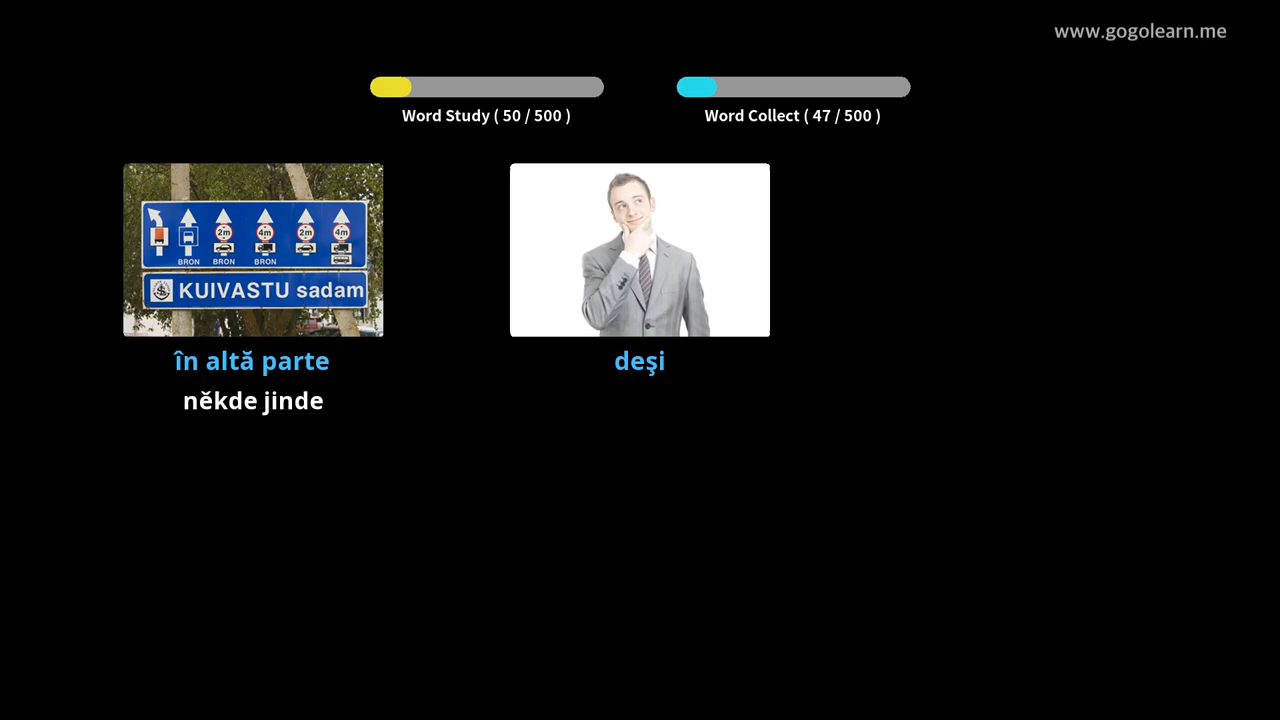 www.gogolearn.me
Word Study ( 50 / 500 )
Word Collect ( 47 / 500 )
2m
4m
2m
4m
BRON
BRON
BRON
KUIVASTU sadam
în altă parte
deşi
někde jinde